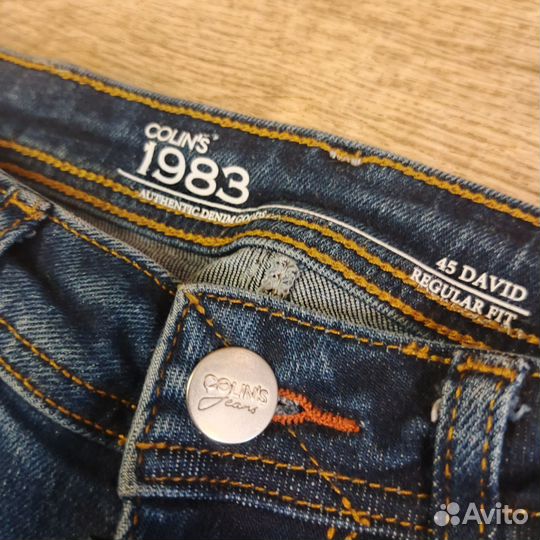 COLIN'S
1983
AUTHENTIC DENIM GOODS
45 DAVID
REGULAR FIT
COLIN'S
Jeans
Avito